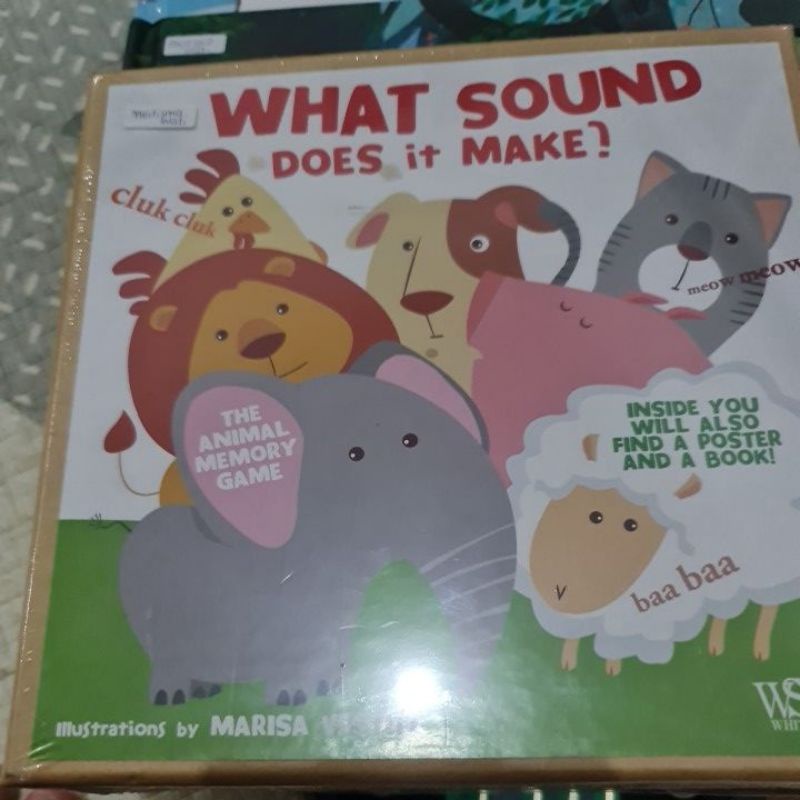 WHAT SOUND
DOES it MAKE?
cluk cluk
meow meow
THE
ANIMAL
MEMORY
GAME
INSIDE YOU
WILL ALSO
FIND A POSTER
AND A BOOK!
baa baa
Illustrations by MARISA
WS